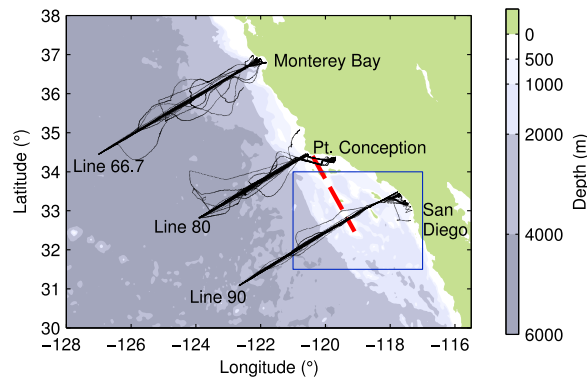 38
37
36
35
34
33
32
31
30
Latitude (°)
−128
−126
−124
−122
−120
−118
−116
Longitude (°)
Monterey Bay
Line 66.7
Pt. Conception
Line 80
San
Diego
Line 90
0
500
1000
2000
4000
6000
Depth (m)